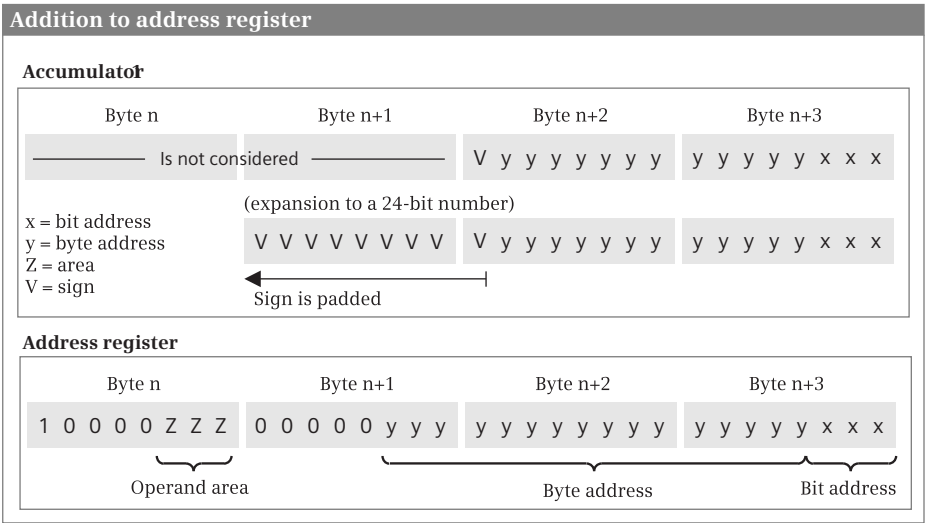 Addition to address register
Accumulator1
Byte n Byte n+1 Byte n+2 Byte n+3
Is not considered V y y y y y y y y y y y y x x x
(expansion to a 24-bit number)
x = bit address
y = byte address
Z = area
V = sign
V V V V V V V V V y y y y y y y y y y y y x x x
Sign is padded
Address register
Byte n Byte n+1 Byte n+2 Byte n+3
1 0 0 0 0 Z Z Z 0 0 0 0 0 y y y y y y y y y y y y y y y y x x x
Operand area Byte address Bit address